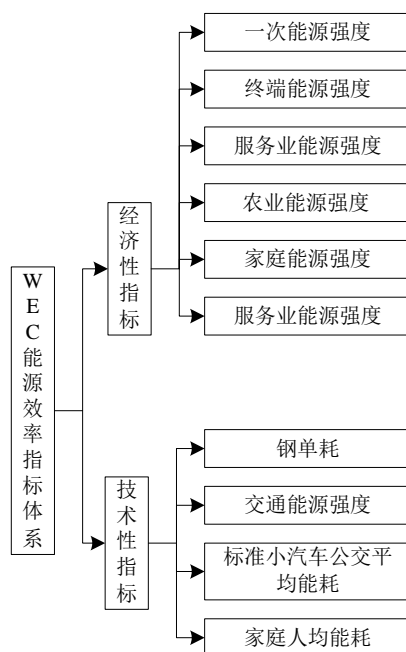 WEC能源效率指标体系
经济性指标
一次能源强度
终端能源强度
服务业能源强度
农业能源强度
家庭能源强度
服务业能源强度
技术性指标
钢单耗
交通能源强度
标准小汽车公交平
均能耗
家庭人均能耗